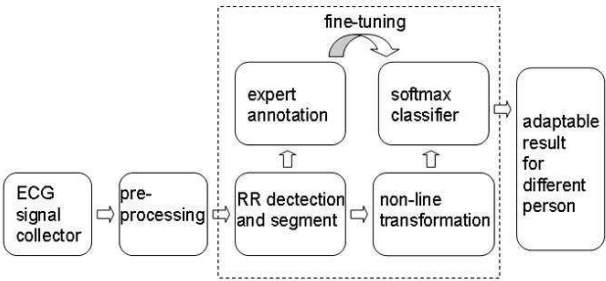 fine-tuning
expert
annotation
softmax
classifier
adaptable
result
for
different
person
ECG
signal
collector
pre-
processing
RR dectection
and segment
non-line
transformation